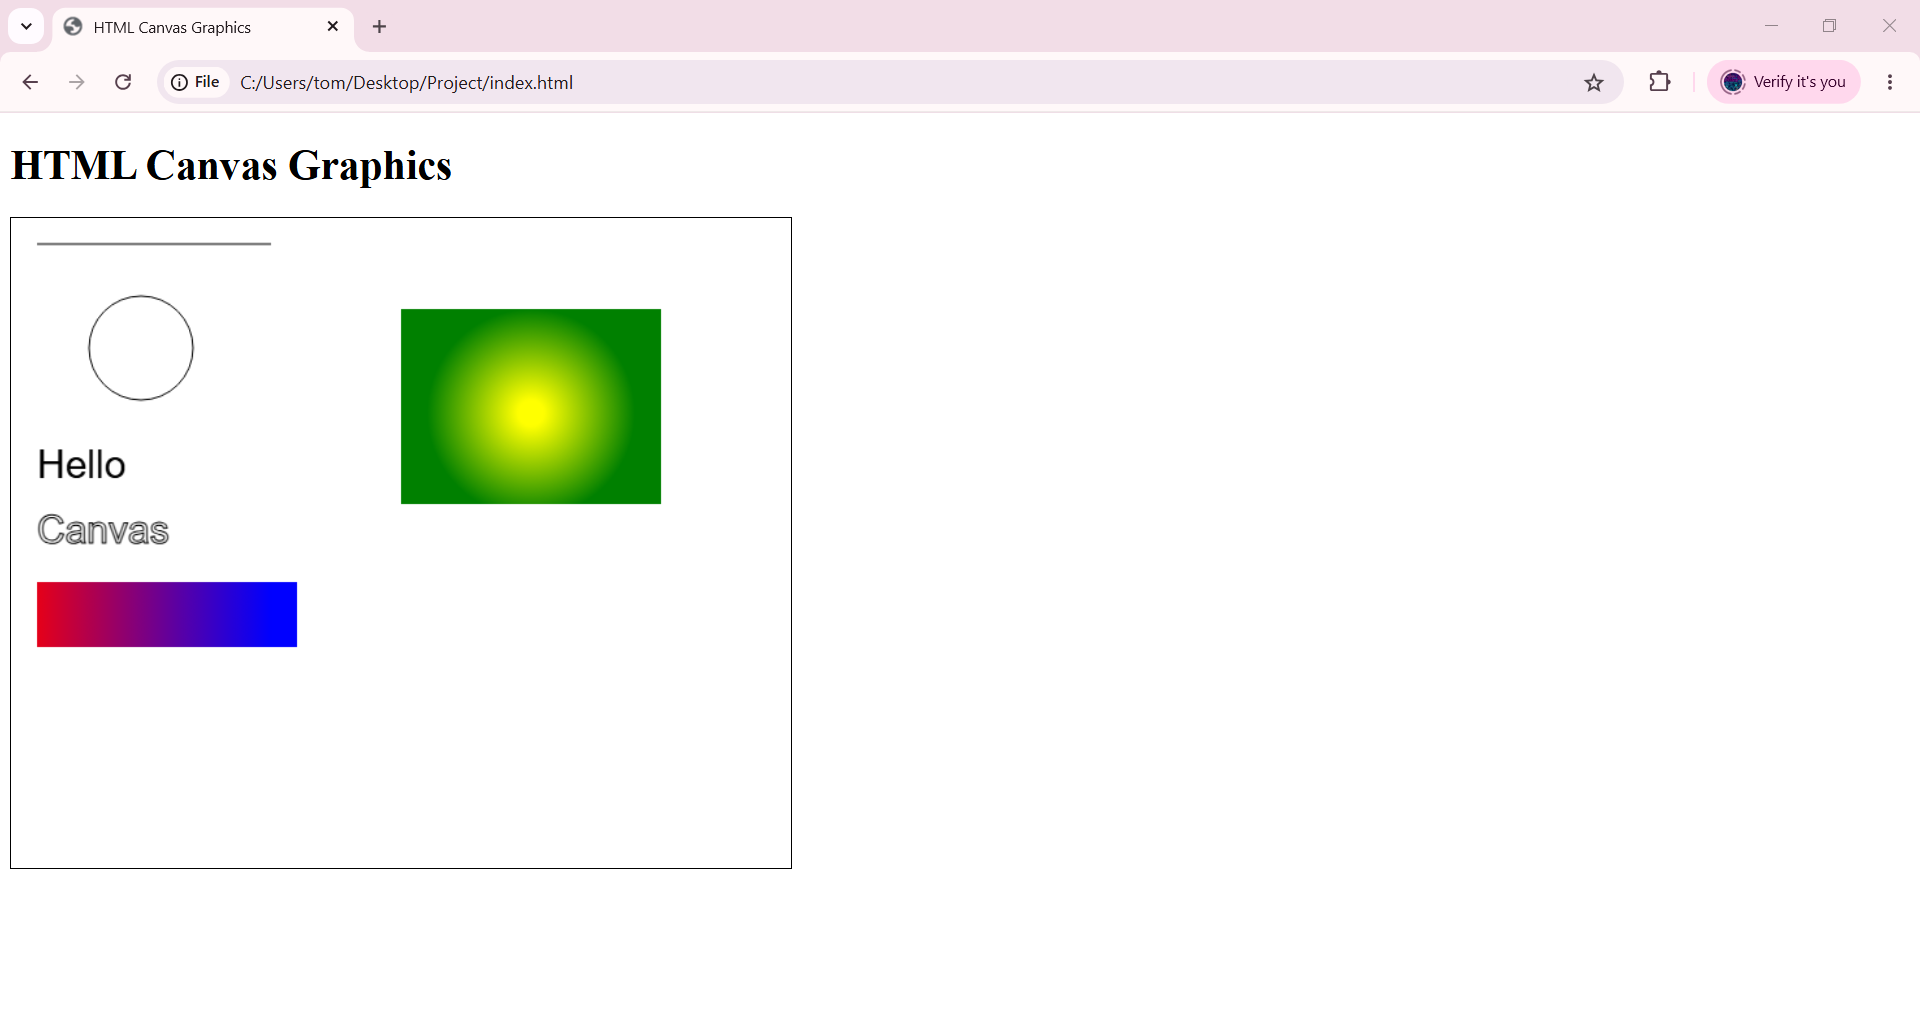 HTML Canvas Graphics
File C:/Users/tom/Desktop/Project/index.html Verify it's you
HTML Canvas Graphics
Hello
Canvas